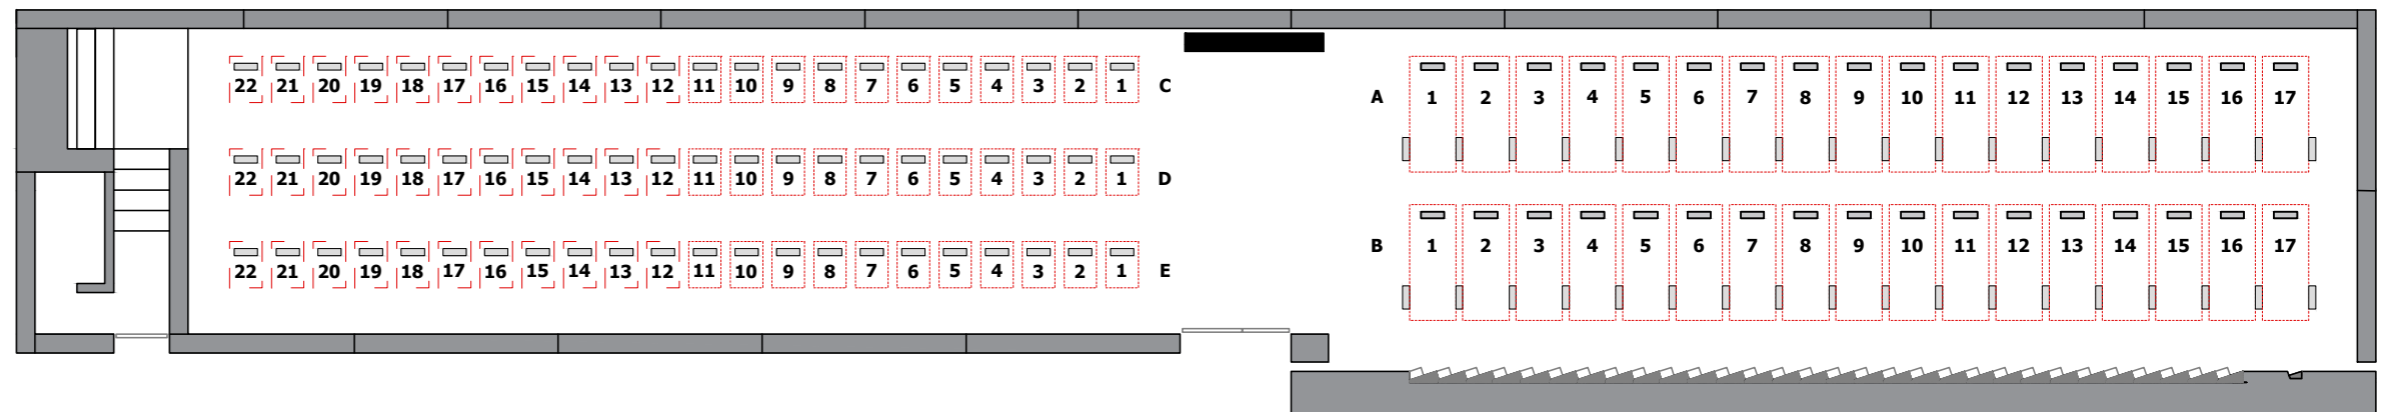 22 21 20 19 18 17 16 15 14 13 12 11 10 9 8 7 6 5 4 3 2 1 C
A 1 2 3 4 5 6 7 8 9 10 11 12 13 14 15 16 17
22 21 20 19 18 17 16 15 14 13 12 11 10 9 8 7 6 5 4 3 2 1 D
B 1 2 3 4 5 6 7 8 9 10 11 12 13 14 15 16 17
22 21 20 19 18 17 16 15 14 13 12 11 10 9 8 7 6 5 4 3 2 1 E